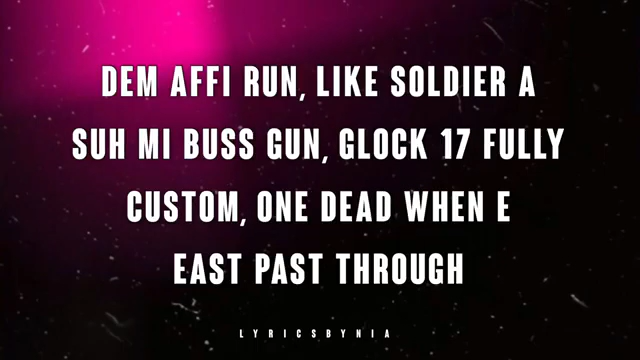 DEM AFFI RUN, LIKE SOLDIER A
SUH MI BUSS GUN, GLOCK 17 FULLY
CUSTOM, ONE DEAD WHEN E
EAST PAST THROUGH
LYRICSBYNIA